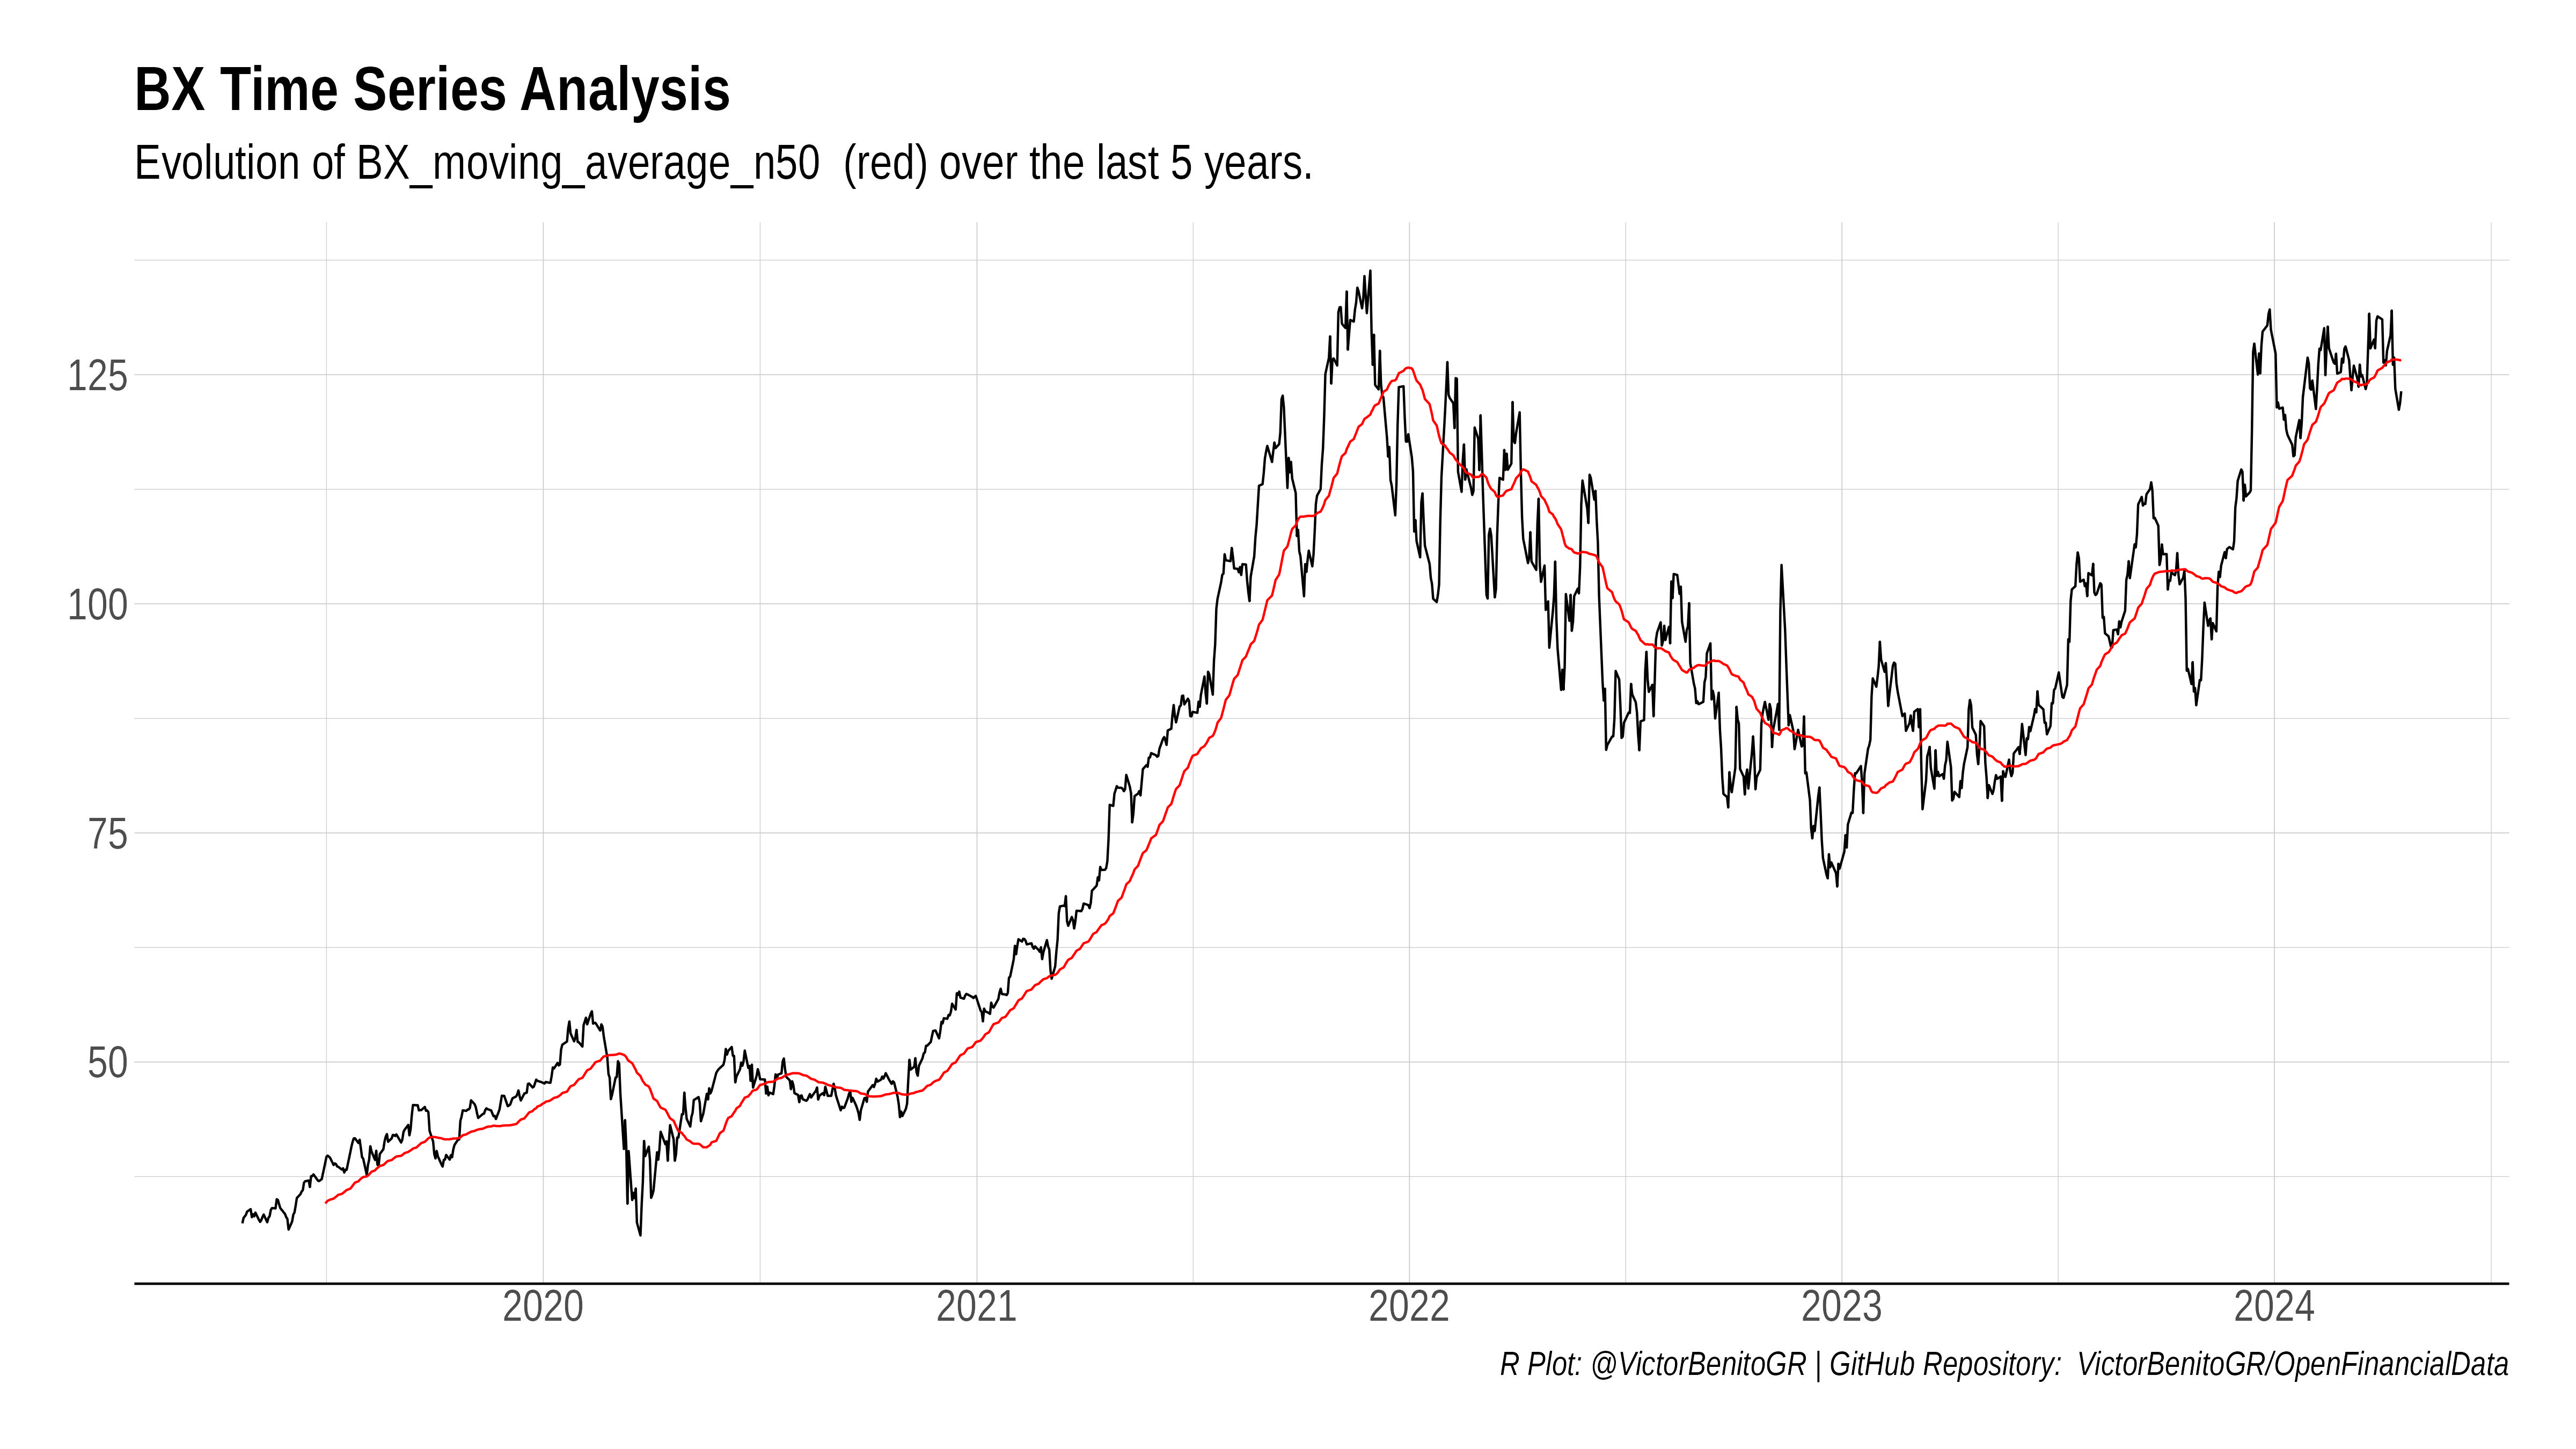 BX Time Series Analysis
Evolution of BX_moving_average_n50  (red) over the last 5 years.
125
100
75
50
2020 2021 2022 2023 2024
R Plot: @VictorBenitoGR | GitHub Repository:  VictorBenitoGR/OpenFinancialData